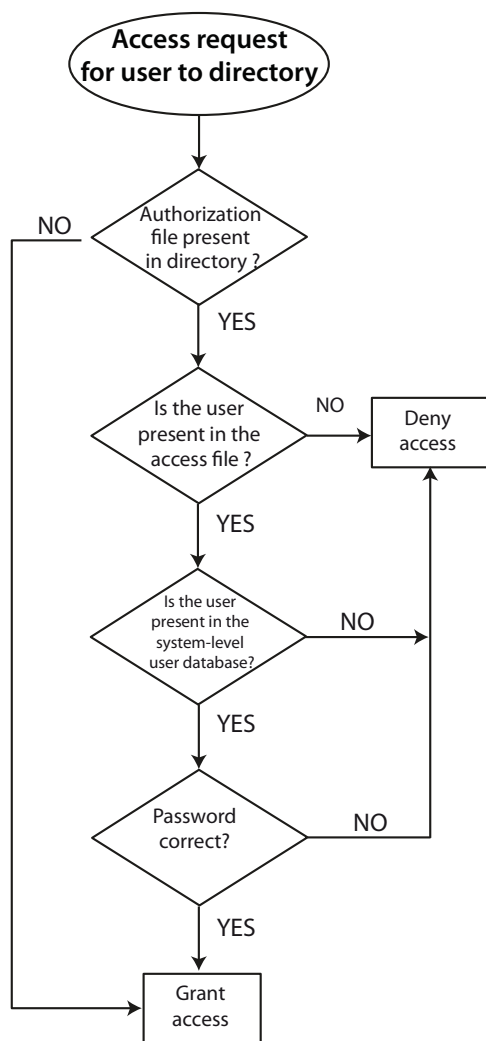 Access request
for user to directory
NO
Authorization
file present
in directory ?
YES
Is the user
present in the
access file ?
NO
Deny
access
YES
Is the user
present in the
system-level
user database?
NO
YES
Password
correct?
NO
YES
Grant
access